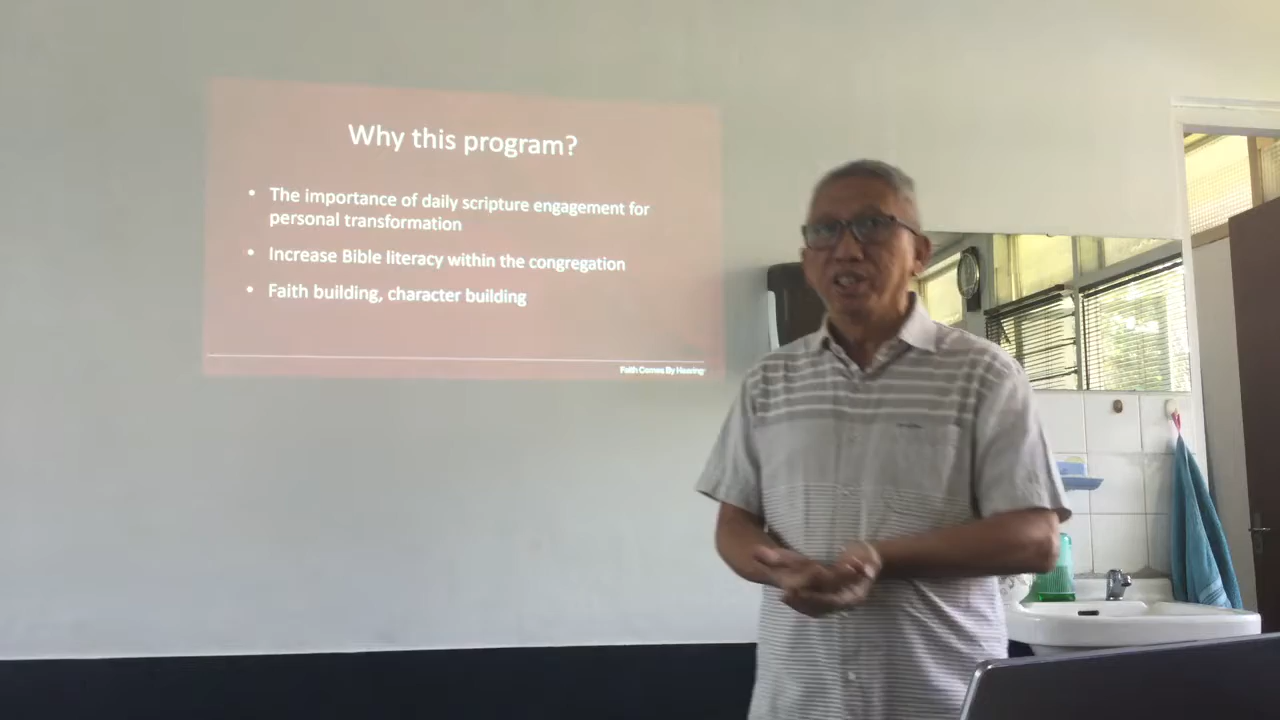 Why this program?
• The importance of daily scripture engagement for
personal transformation
• Increase Bible literacy within the congregation
• Faith building, character building
Faith Comes By Hearing